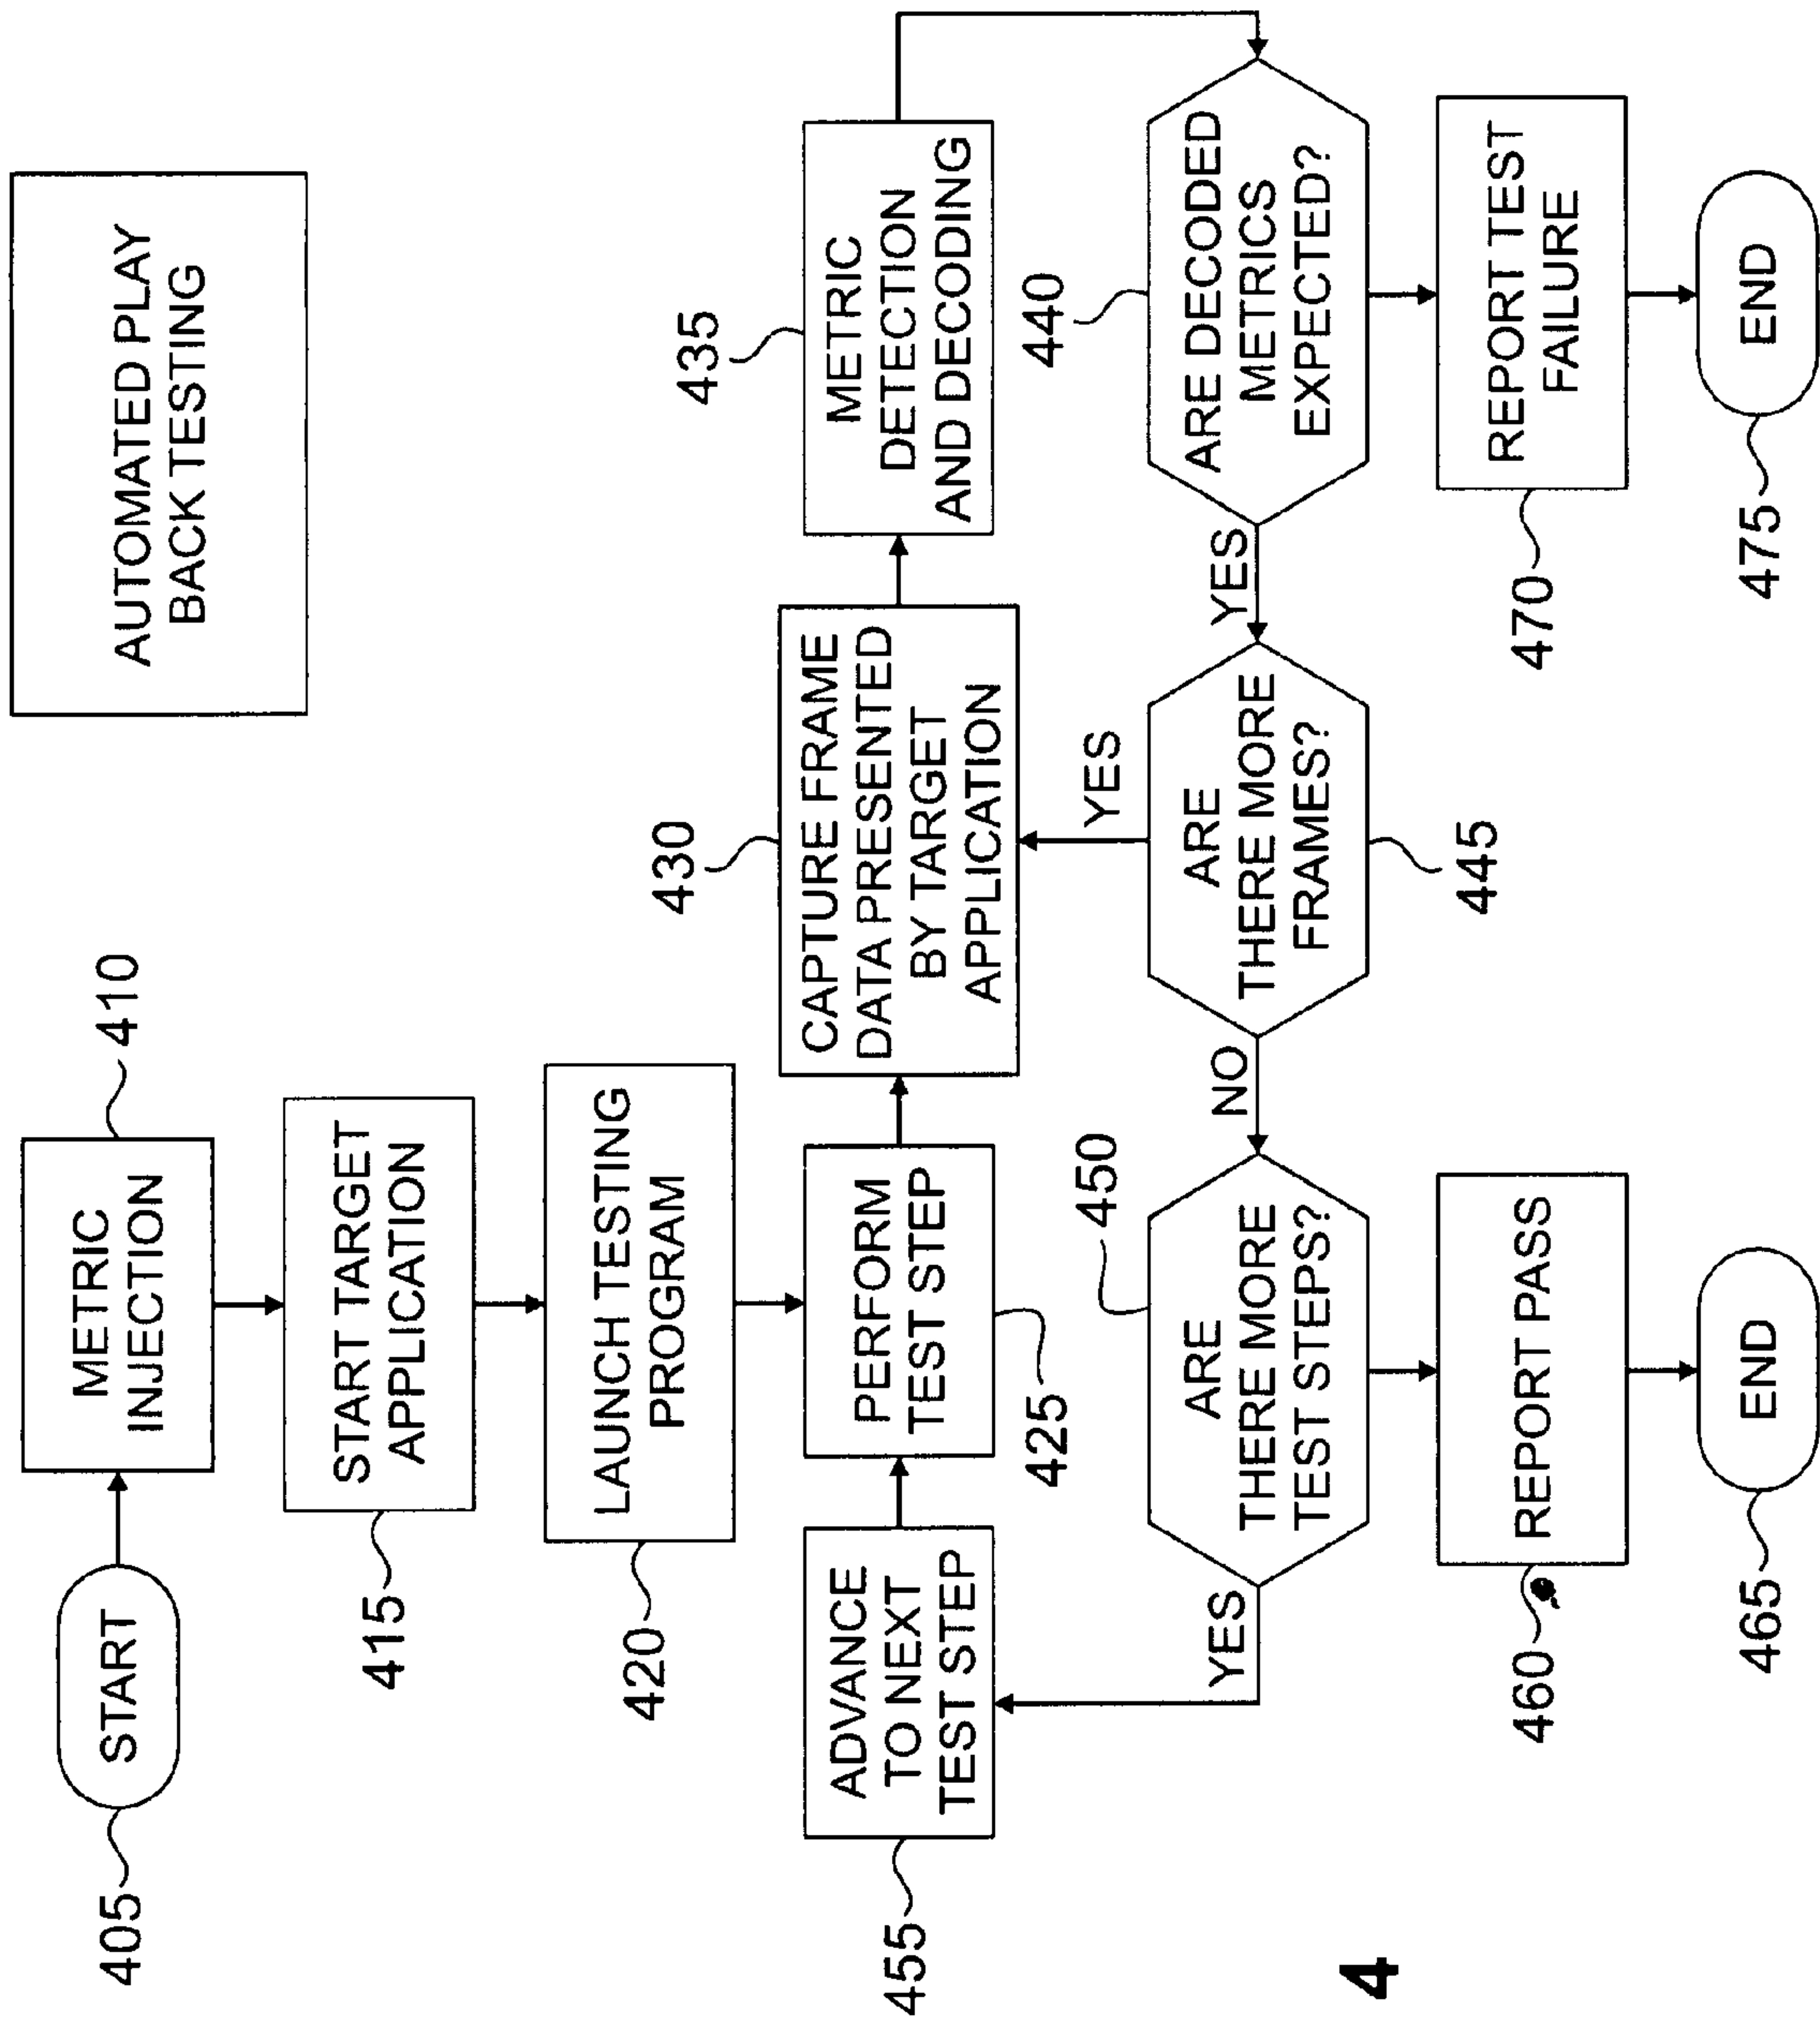 AUTOMATED PLAY
BACK TESTING
405
START
METRIC
INJECTION
410
START TARGET
APPLICATION
415
LAUNCH TESTING
PROGRAM
420
455
ADVANCE
TO NEXT
TEST STEP
PERFORM
TEST STEP
425
430
CAPTURE FRAME
DATA PRESENTED
BY TARGET
APPLICATION
435
METRIC
DETECTION
AND DECODING
440
ARE DECODED
METRICS
EXPECTED?
YES
ARE
THERE MORE
FRAMES?
445
YES
NO
450
ARE
THERE MORE
TEST STEPS?
YES
460
REPORT PASS
465
END
470
REPORT TEST
FAILURE
475
END
4